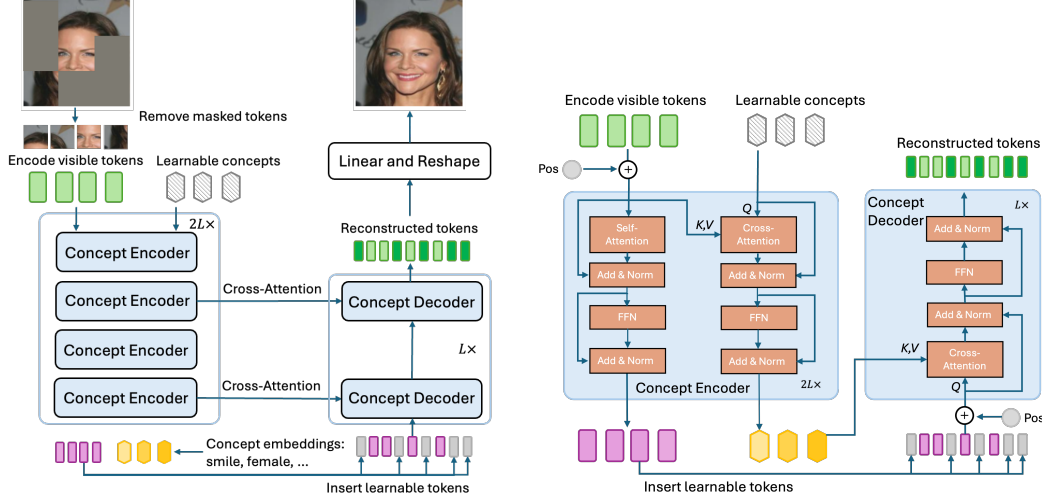 Remove masked tokens
Encode visible tokens
Learnable concepts
2L×
Concept Encoder
Concept Encoder
Concept Encoder
Concept Encoder
Cross-Attention
Cross-Attention
Linear and Reshape
Reconstructed tokens
Concept Decoder
L×
Concept Decoder
Concept embeddings:
smile, female, ...
Insert learnable tokens
Encode visible tokens
Learnable concepts
Pos
+
Q
K,V
Self-
Attention
Cross-
Attention
Add & Norm
Add & Norm
FFN
FFN
Add & Norm
Add & Norm
Concept Encoder
2L×
Insert learnable tokens
Reconstructed tokens
Concept
Decoder
L×
Add & Norm
FFN
Add & Norm
K,V
Cross-
Attention
Q
+
Pos